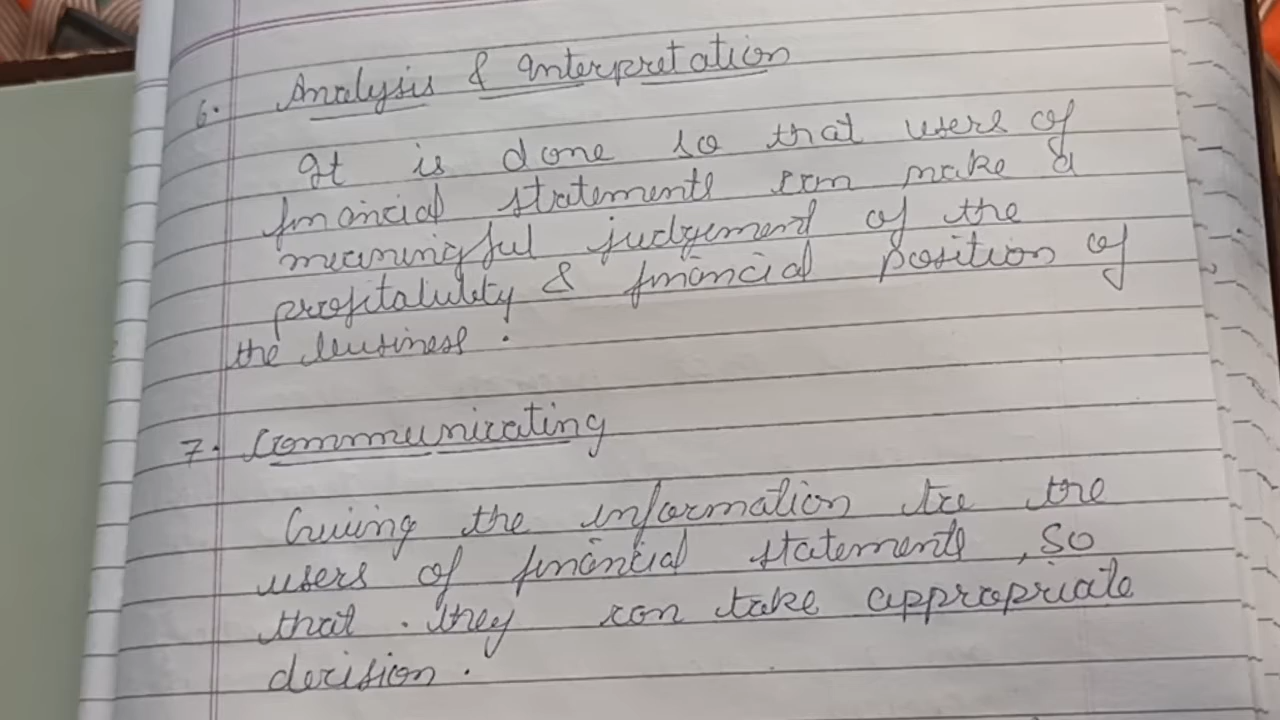 6. Analysis & Interpretation
It is done so that users of
financial statements can make a
meaningful judgement of the
profitability & financial position of
the business.
7. Communicating
Giving the information to the
users of financial statements, so
that they can take appropriate
decision.